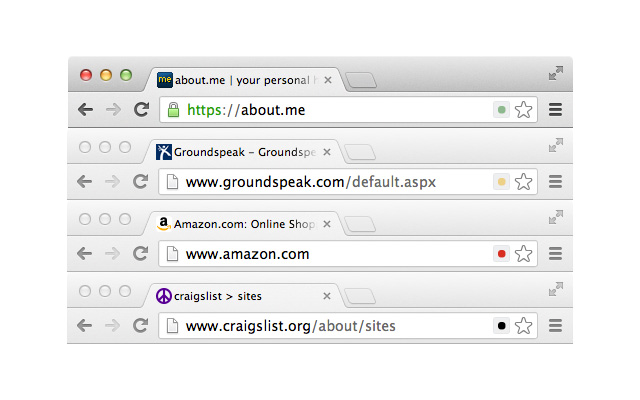 me about.me | your personal
https://about.me
Groundspeak – Groundspe
www.groundspeak.com/default.aspx
a Amazon.com: Online Shop
www.amazon.com
craigslist > sites
www.craigslist.org/about/sites